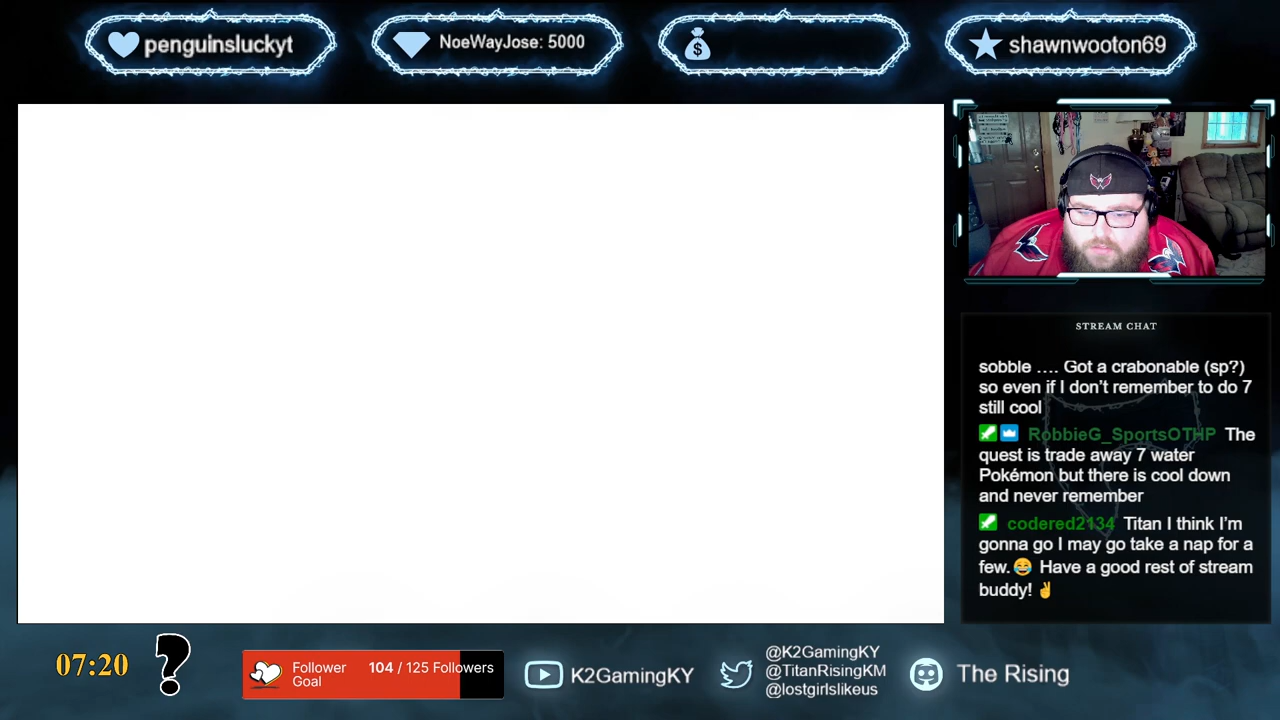 penguinsluckyt
NoeWayJose: 5000
shawnwooton69
STREAM CHAT
sobble …. Got a crabonable (sp?)
so even if I don't remember to do 7
still cool
RobbieG_SportsOTHP The
quest is trade away 7 water
Pokémon but there is cool down
and never remember
codered2134 Titan I think I'm
gonna go I may go take a nap for a
few.😂 Have a good rest of stream
buddy! ✌
07:20
Follower
Goal
104 / 125 Followers
K2GamingKY
@K2GamingKY
@TitanRisingKM
@lostgirlslikeus
The Rising